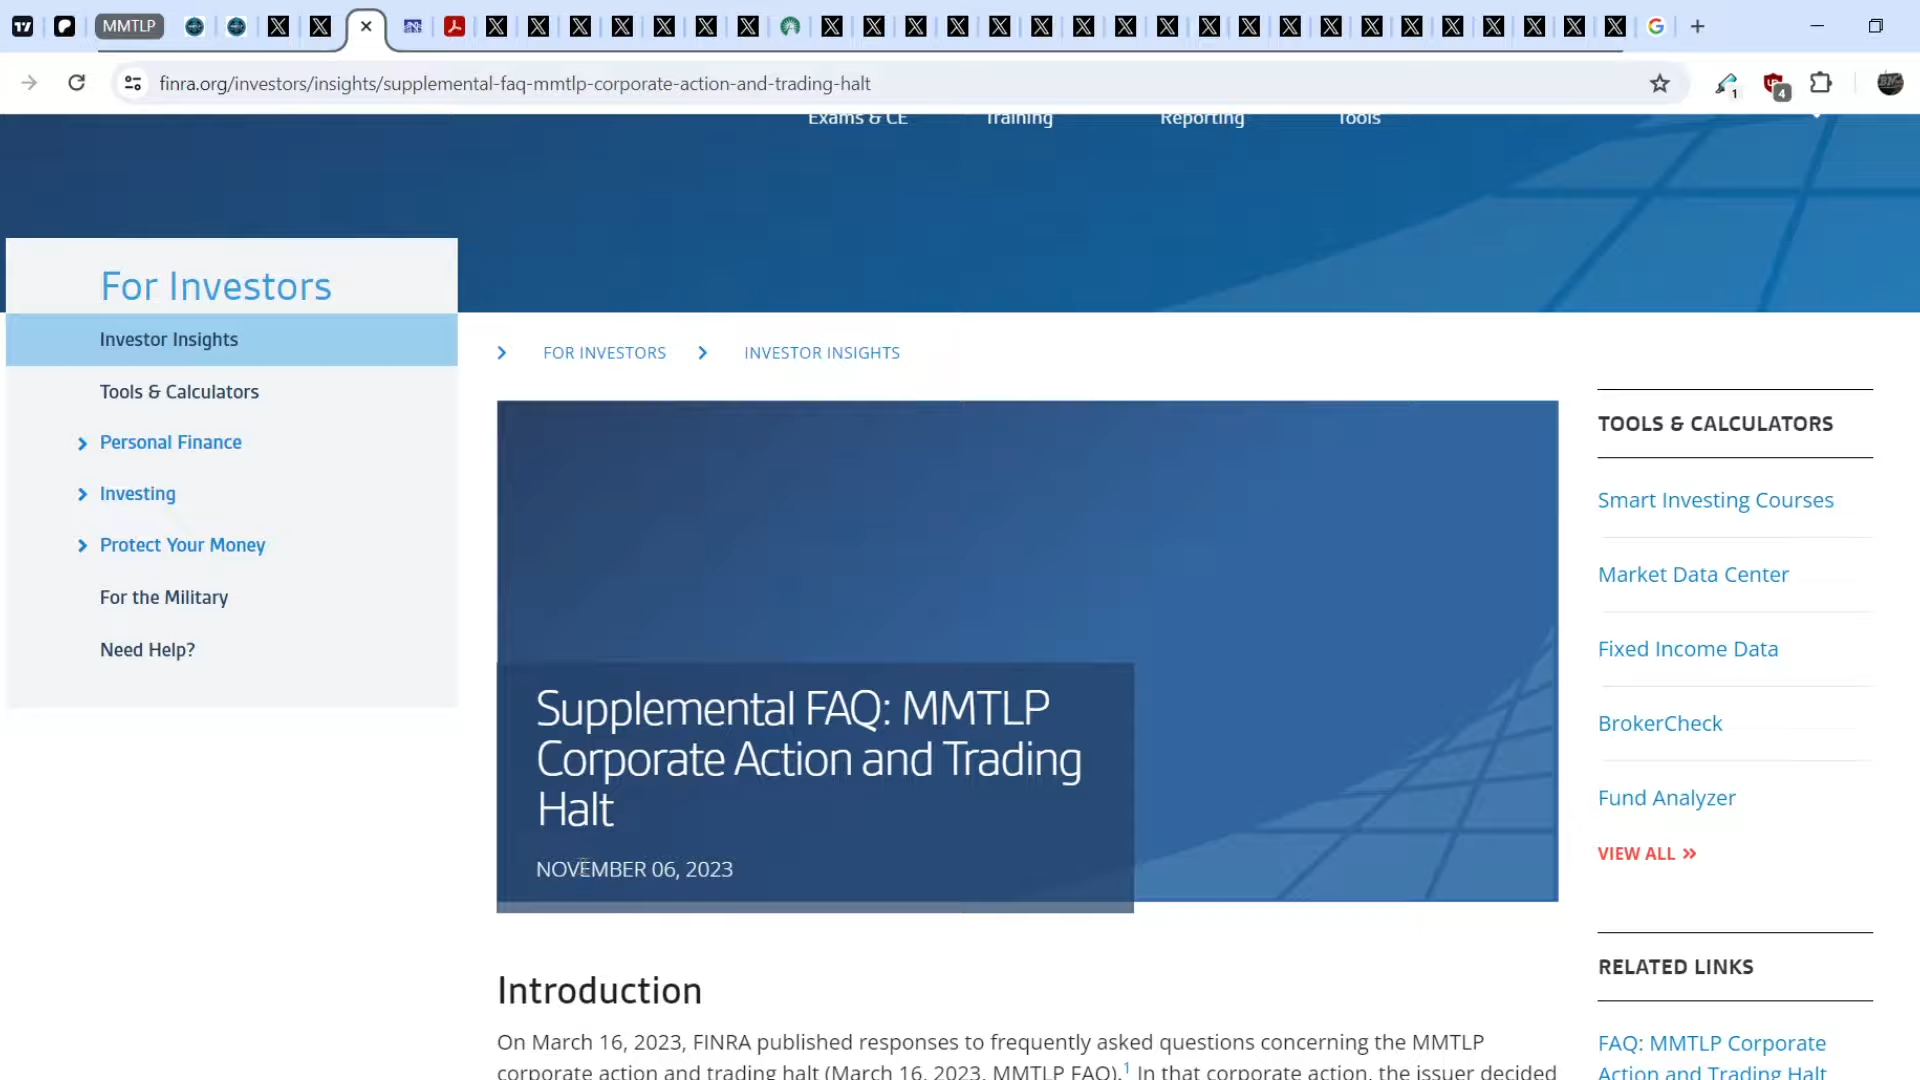 MMTLP
finra.org/investors/insights/supplemental-faq-mmtlp-corporate-action-and-trading-halt
1
4
Exams & CE
Training
Reporting
Tools
For Investors
Investor Insights
Tools & Calculators
Personal Finance
Investing
Protect Your Money
For the Military
Need Help?
FOR INVESTORS
INVESTOR INSIGHTS
Supplemental FAQ: MMTLP
Corporate Action and Trading
Halt
NOVEMBER 06, 2023
Introduction
On March 16, 2023, FINRA published responses to frequently asked questions concerning the MMTLP
corporate action and trading halt (March 16, 2023, MMTLP FAQ).1 In that corporate action, the issuer decided
TOOLS & CALCULATORS
Smart Investing Courses
Market Data Center
Fixed Income Data
BrokerCheck
Fund Analyzer
VIEW ALL »
RELATED LINKS
FAQ: MMTLP Corporate
Action and Trading Halt